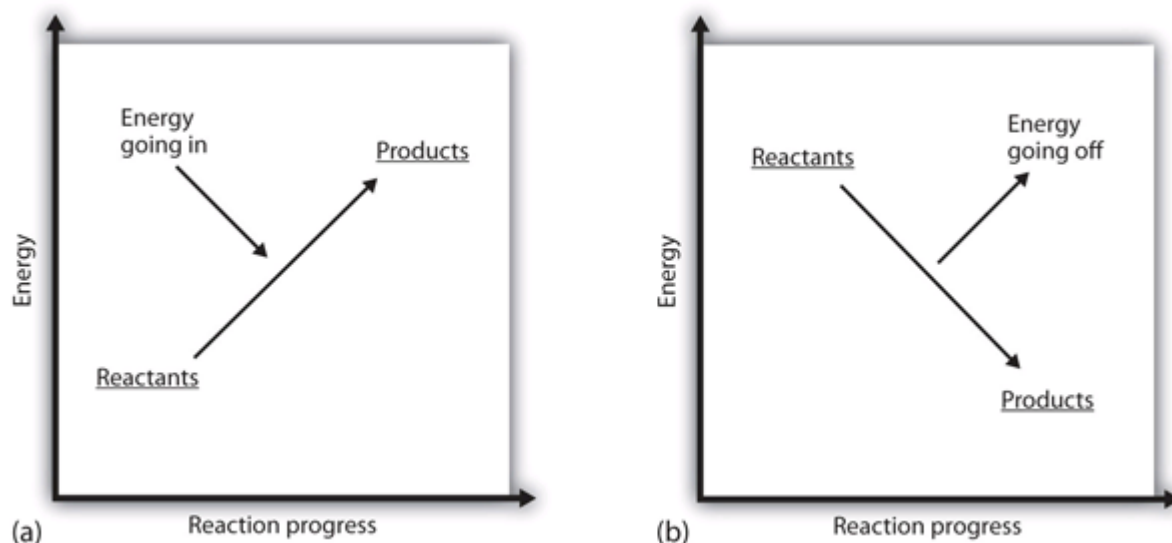 Energy
going in
Products
Reactants
Energy
Reaction progress
(a)
Reactants
Energy
going off
Products
Energy
Reaction progress
(b)